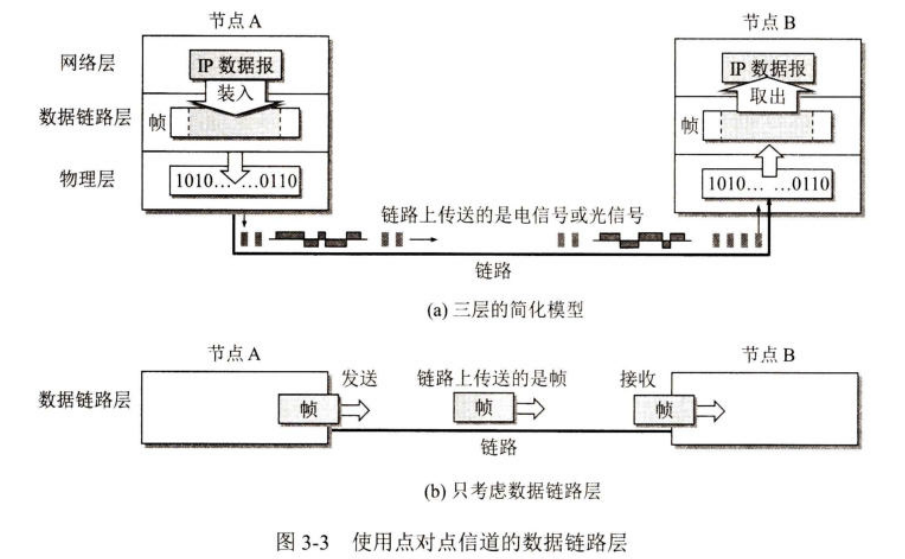 节点 A
节点 B
网络层
IP 数据报
IP 数据报
装入
取出
数据链路层
帧
帧
物理层
1010… …0110
1010… …0110
链路上传送的是电信号或光信号
链路
(a) 三层的简化模型
节点 A
节点 B
发送
链路上传送的是帧
接收
数据链路层
帧
帧
帧
链路
(b) 只考虑数据链路层
图 3-3 使用点对点信道的数据链路层